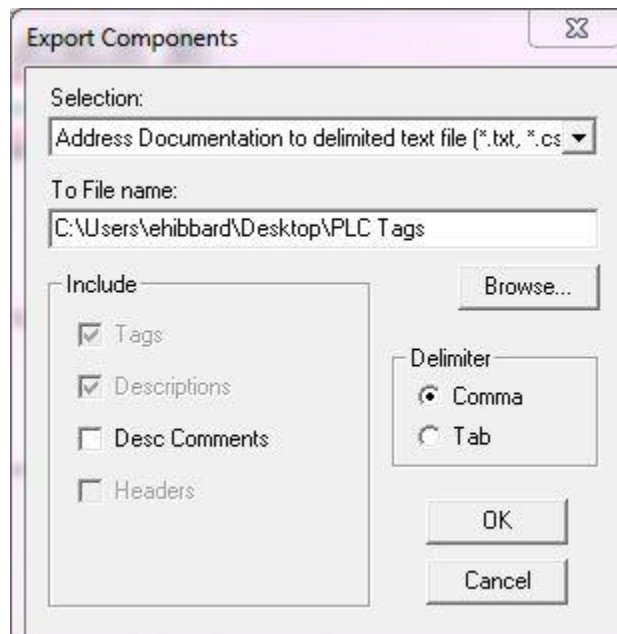 Export Components
Selection:
Address Documentation to delimited text file (*.txt, *.cs
To File name:
C:\Users\ehibbard\Desktop\PLC Tags
Browse...
Include
Tags
Descriptions
Desc Comments
Headers
Delimiter
Comma
Tab
OK
Cancel